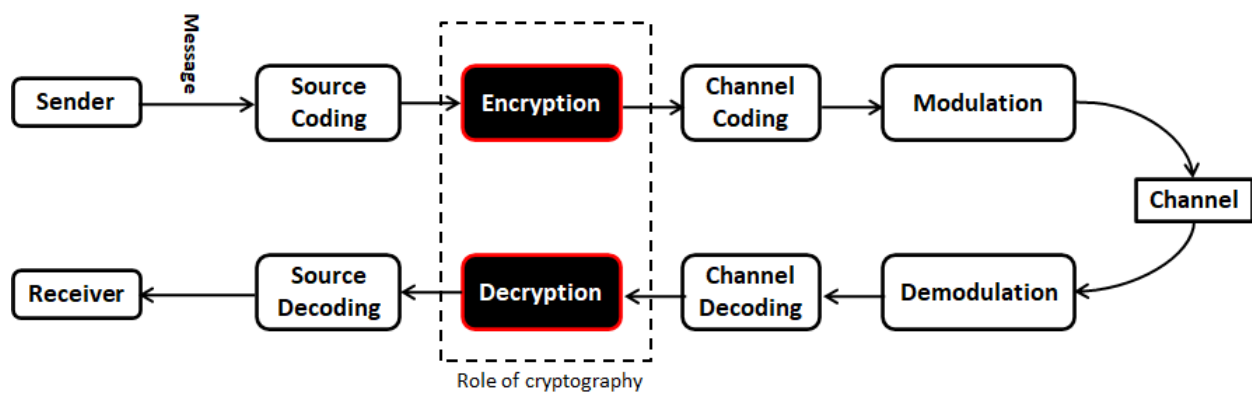 Message
Sender
Source
Coding
Encryption
Channel
Coding
Modulation
Channel
Receiver
Source
Decoding
Decryption
Channel
Decoding
Demodulation
Role of cryptography